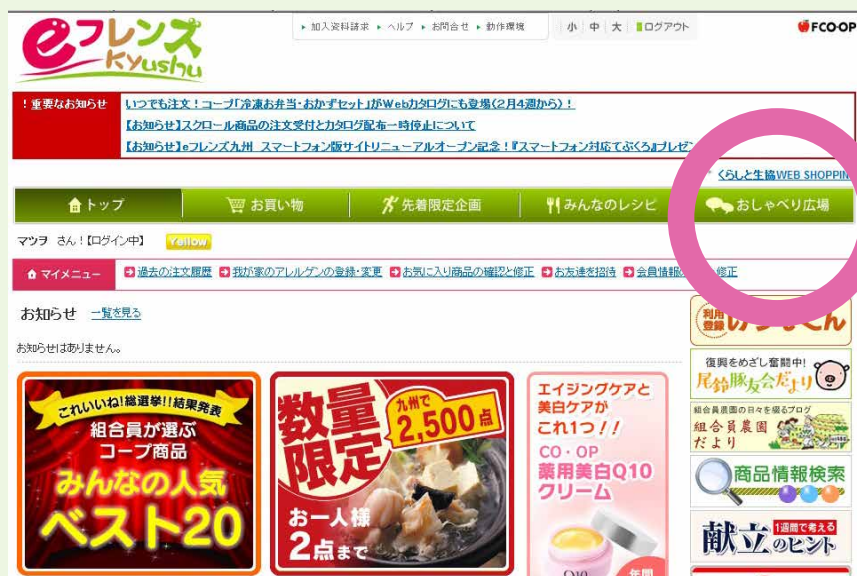 eフレンズ
Kyushu
加入資料請求 ヘルプ お問合せ 動作環境
小 中 大 ログアウト
FCO·OP
！重要なお知らせ
いつでも注文！コープ「冷凍お弁当・おかずセット」がWebカタログにも登場(2月4週から)！
【お知らせ】スクロール商品の注文受付とカタログ配布一時停止について
【お知らせ】eフレンズ九州 スマートフォン版サイトリニューアルオープン記念！『スマートフォン対応てぶくろ』プレゼン
くらしと生協WEB SHOPPIN
トップ
お買い物
先着限定企画
みんなのレシピ
おしゃべり広場
マツヲ さん！【ログイン中】 Yellow
マイメニュー
過去の注文履歴 我が家のアレルゲンの登録・変更 お気に入り商品の確認と修正 お友達を招待 会員情報 修正
お知らせ 一覧を見る
お知らせはありません。
これいいね!総選挙!!結果発表
組合員が選ぶ
コープ商品
みんなの人気
ベスト20
数量
限定
九州で
2,500点
お一人様
2点まで
エイジングケアと
美白ケアが
これ1つ!!
CO・OP
薬用美白Q10
クリーム
Q10
年間
利用
登録
くん
復興をめざし奮闘中!
尾鈴豚友会だより
組合員農園の日々を綴るブログ
組合員農園
だより
商品情報検索
献立のヒント
1週間で考える